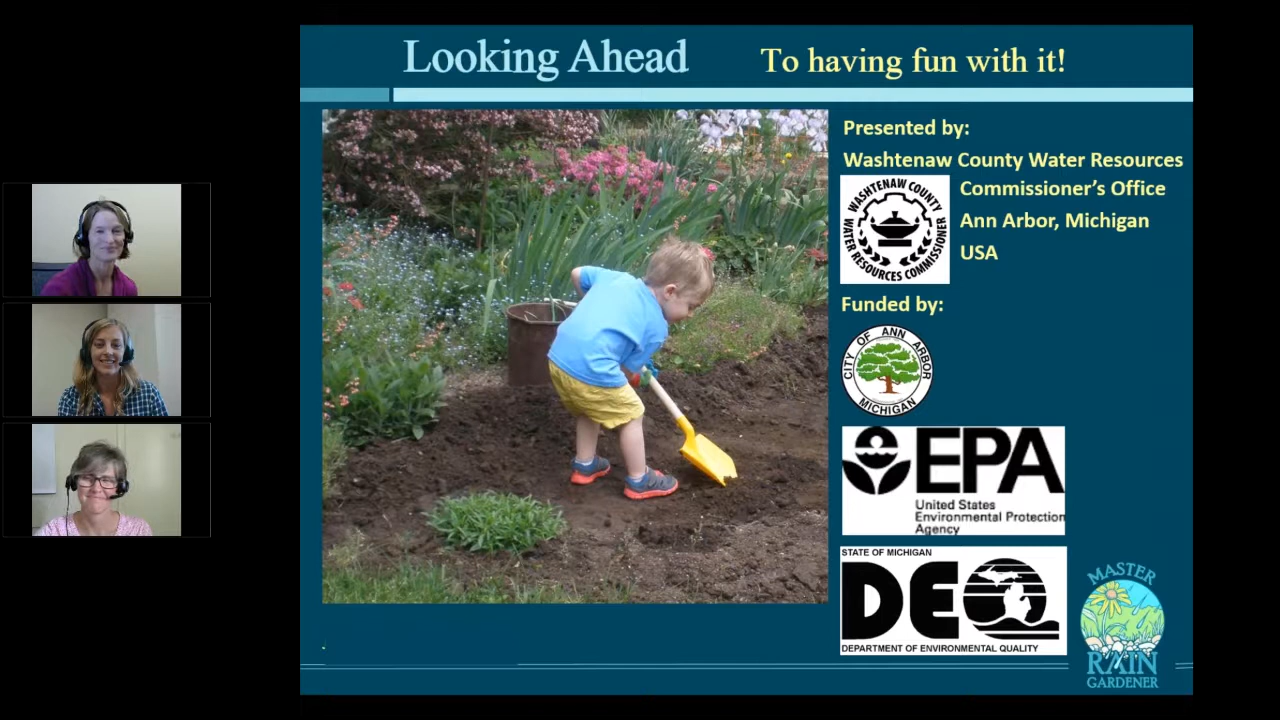 Looking Ahead To having fun with it!
Presented by:
Washtenaw County Water Resources
Commissioner's Office
Ann Arbor, Michigan
USA
WASHTENAW COUNTY
WATER RESOURCES COMMISSIONER
Funded by:
CITY OF ANN ARBOR
MICHIGAN
EPA
United States
Environmental Protection
Agency
STATE OF MICHIGAN
DEQ
DEPARTMENT OF ENVIRONMENTAL QUALITY
MASTER
RAIN
GARDENER